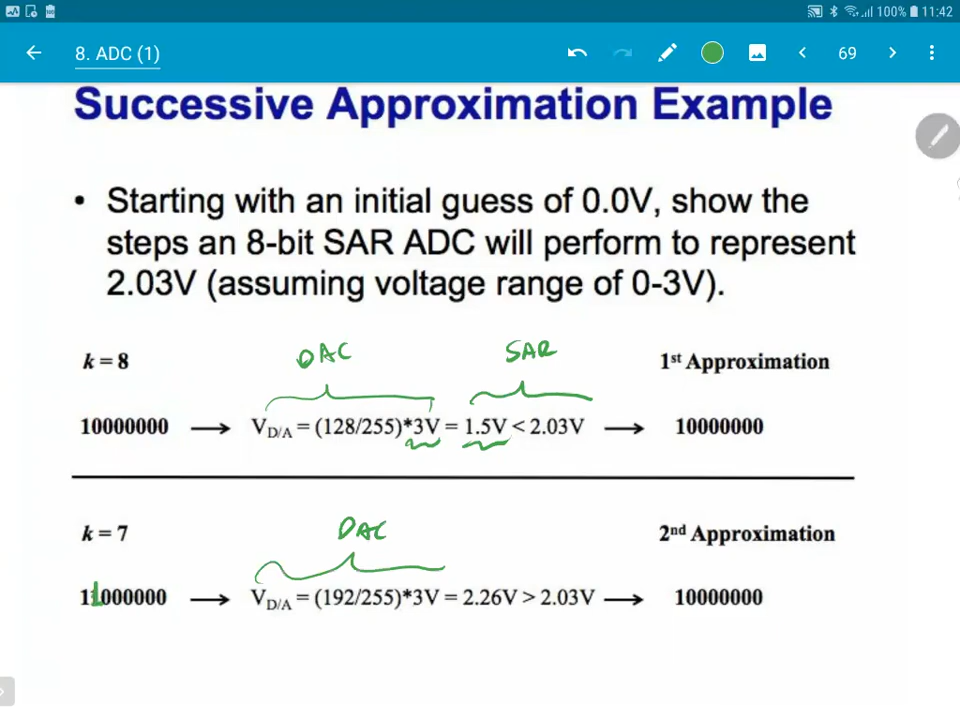 100% 11:42
8. ADC (1)
69
Successive Approximation Example
• Starting with an initial guess of 0.0V, show the
steps an 8-bit SAR ADC will perform to represent
2.03V (assuming voltage range of 0-3V).
DAC SAR
k = 8 1st Approximation
10000000 → VD/A = (128/255)*3V = 1.5V < 2.03V → 10000000
DAC
k = 7 2nd Approximation
11000000 → VD/A = (192/255)*3V = 2.26V > 2.03V → 10000000